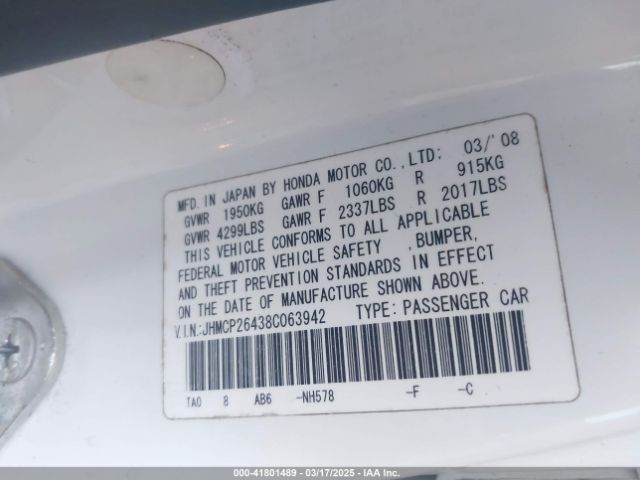 MFD. IN JAPAN BY HONDA MOTOR CO., LTD: 03/'08
GVWR 1950KG GAWR F 1060KG R 915KG
GVWR 4299LBS GAWR F 2337LBS R 2017LBS
THIS VEHICLE CONFORMS TO ALL APPLICABLE
FEDERAL MOTOR VEHICLE SAFETY ,BUMPER,
AND THEFT PREVENTION STANDARDS IN EFFECT
ON THE DATE OF MANUFACTURE SHOWN ABOVE.
V.I.N.:JHMCP26438C063942 TYPE: PASSENGER CAR
TA0 8 AB6 -NH578 -F -C
000-41801489 - 03/17/2025 - IAA Inc.